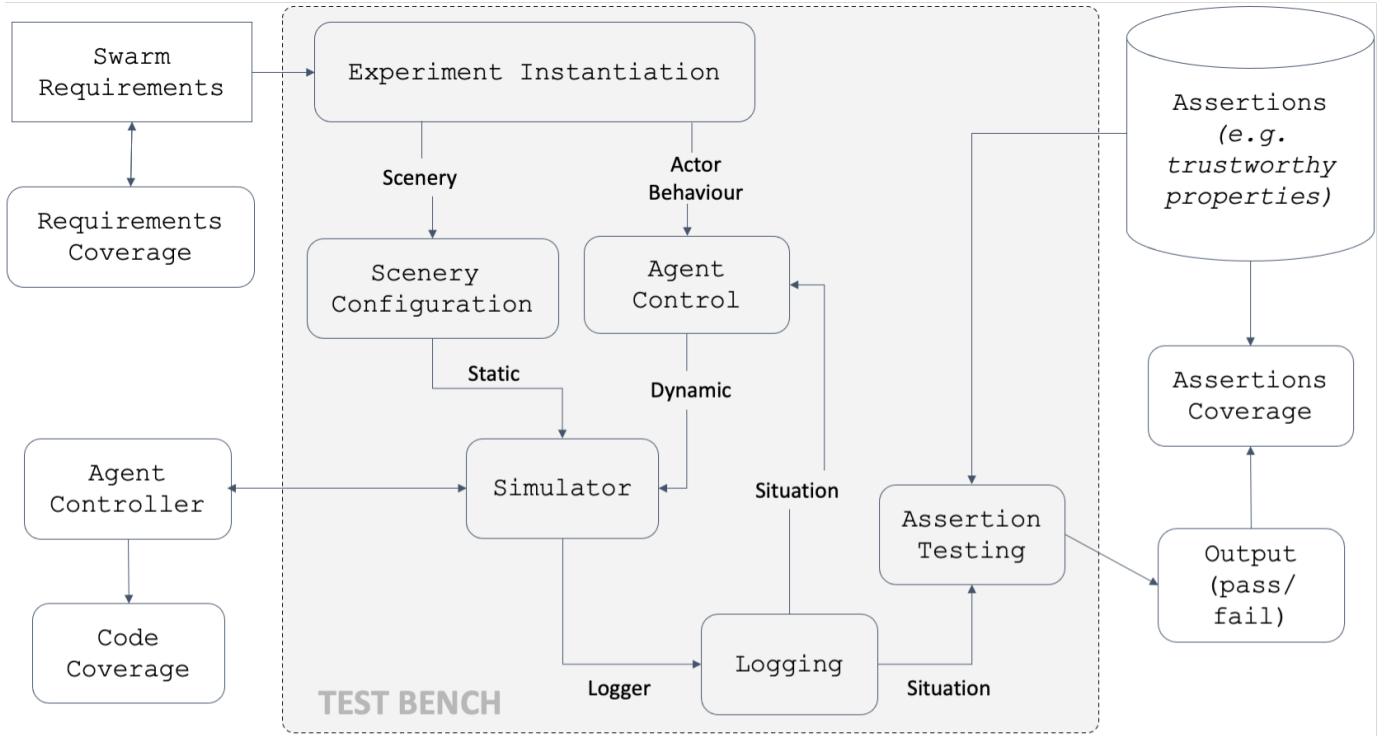 Swarm
Requirements
Experiment Instantiation
Assertions
(e.g.
trustworthy
properties)
Scenery
Actor
Behaviour
Requirements
Coverage
Scenery
Configuration
Agent
Control
Static
Dynamic
Assertions
Coverage
Agent
Controller
Simulator
Situation
Assertion
Testing
Output
(pass/
fail)
Code
Coverage
Logging
Logger
Situation
TEST BENCH